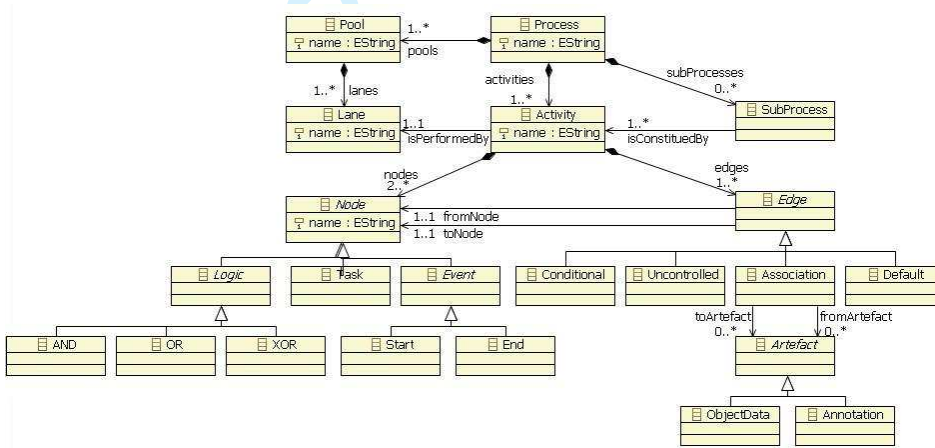 Pool
name : EString
1..*
pools
Process
name : EString
1..* lanes
activities
1..*
subProcesses
0..*
Lane
name : EString
1..1
isPerformedBy
Activity
name : EString
1..*
isConstituedBy
SubProcess
nodes
2..*
edges
1..*
Node
name : EString
1..1 fromNode
1..1 toNode
Edge
Logic
Task
Event
Conditional
Uncontrolled
Association
Default
toArtefact
0..*
fromArtefact
0..*
AND
OR
XOR
Start
End
Artefact
ObjectData
Annotation